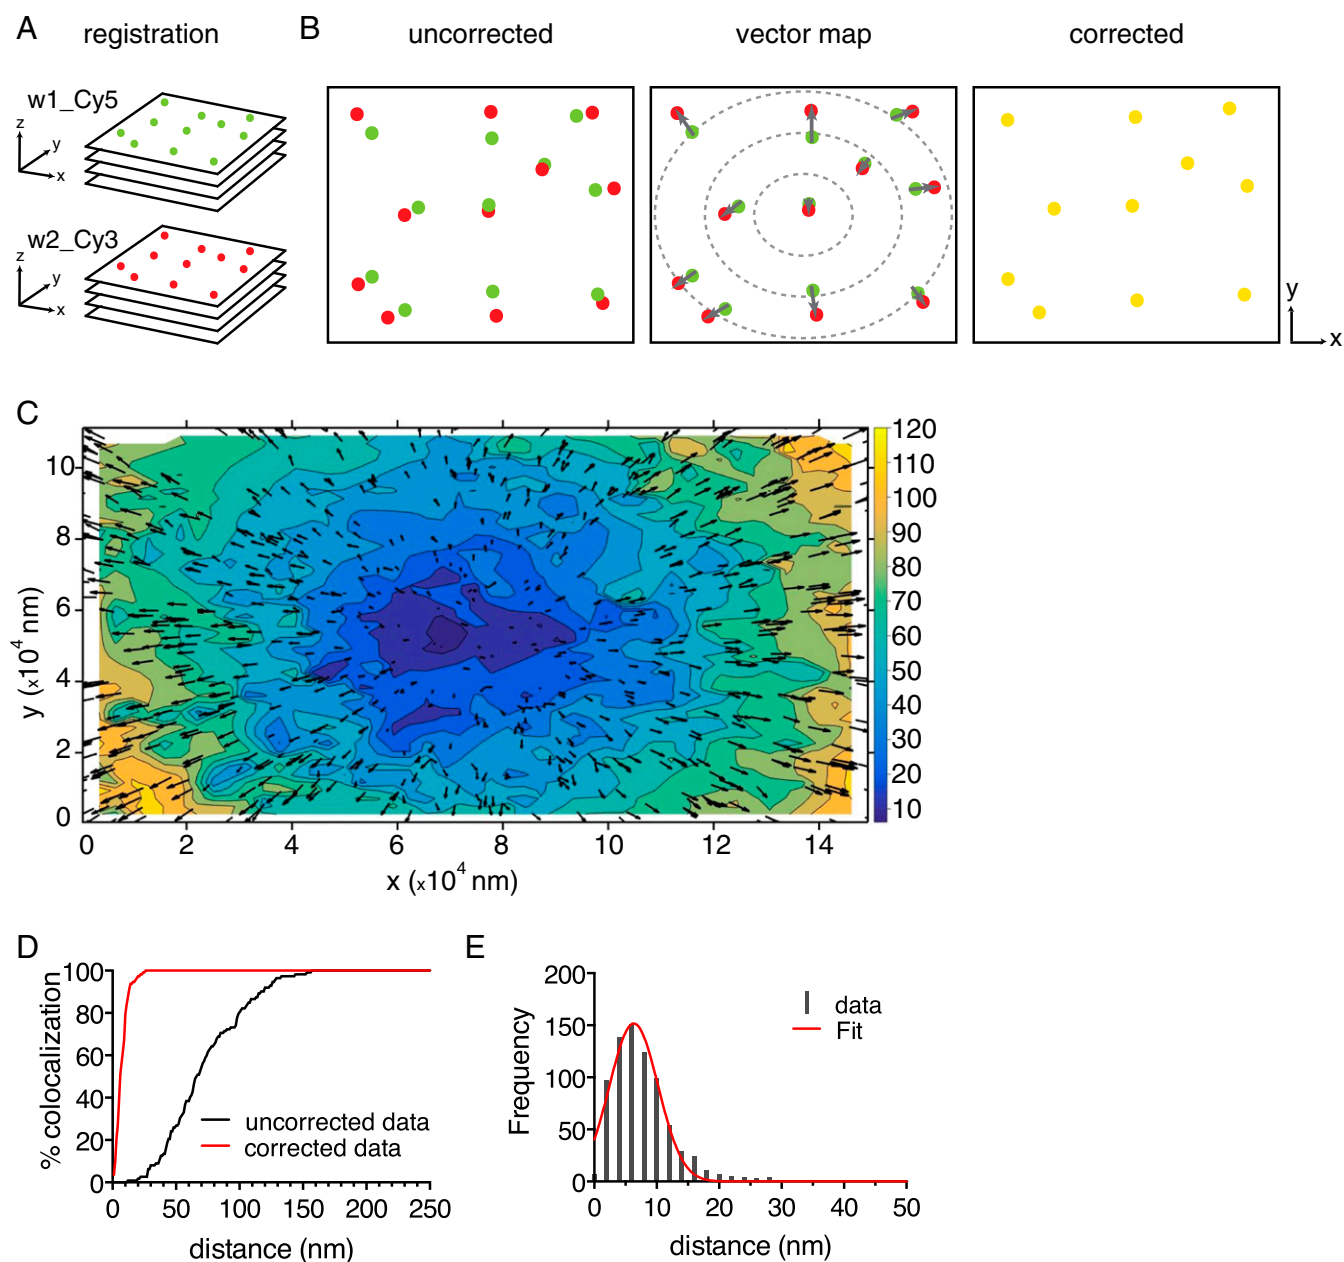 A registration
w1_Cy5
z
y
x
w2_Cy3
z
y
x
B uncorrected vector map corrected
y
x
C
10
8
6
4
2
0
y (x10⁴ nm)
0 2 4 6 8 10 12 14
x (x10⁴ nm)
120
110
100
90
80
70
60
50
40
30
20
10
D
% colocalization
100
80
60
40
20
0
uncorrected data
corrected data
0 50 100 150 200 250
distance (nm)
E
Frequency
200
150
100
50
0
data
Fit
0 10 20 30 40 50
distance (nm)